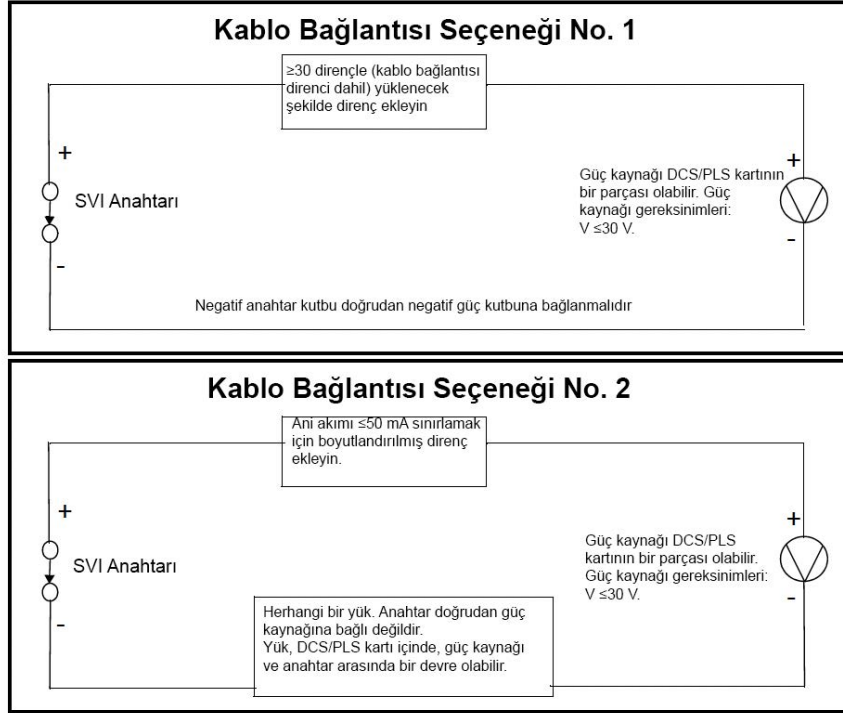 Kablo Bağlantısı Seçeneği No. 1
≥30 dirençle (kablo bağlantısı
direnci dahil) yüklenecek
şekilde direnç ekleyin
+
SVI Anahtarı
-
Güç kaynağı DCS/PLS kartının
bir parçası olabilir. Güç
kaynağı gereksinimleri:
V ≤30 V.
+
-
Negatif anahtar kutbu doğrudan negatif güç kutbuna bağlanmalıdır
Kablo Bağlantısı Seçeneği No. 2
Ani akımı ≤50 mA sınırlamak
için boyutlandırılmış direnç
ekleyin.
+
SVI Anahtarı
-
Güç kaynağı DCS/PLS
kartının bir parçası olabilir.
Güç kaynağı gereksinimleri:
V ≤30 V.
+
-
Herhangi bir yük. Anahtar doğrudan güç
kaynağına bağlı değildir.
Yük, DCS/PLS kartı içinde, güç kaynağı
ve anahtar arasında bir devre olabilir.